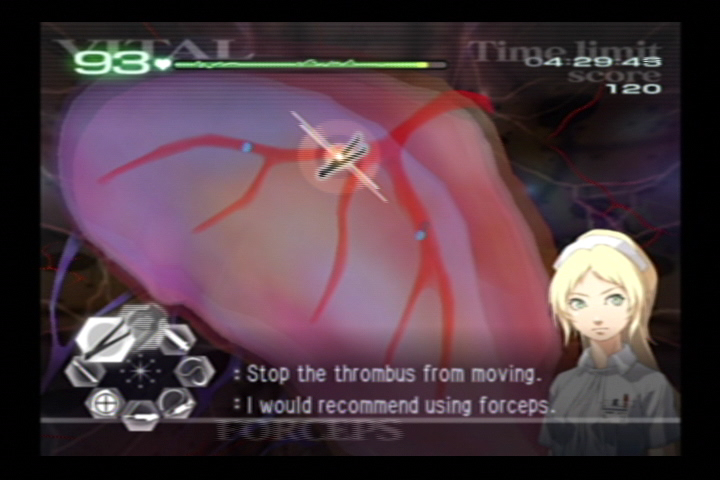 VITAL
93
Time limit
04:29:45
score
120
: Stop the thrombus from moving.
: I would recommend using forceps.
FORCEPS